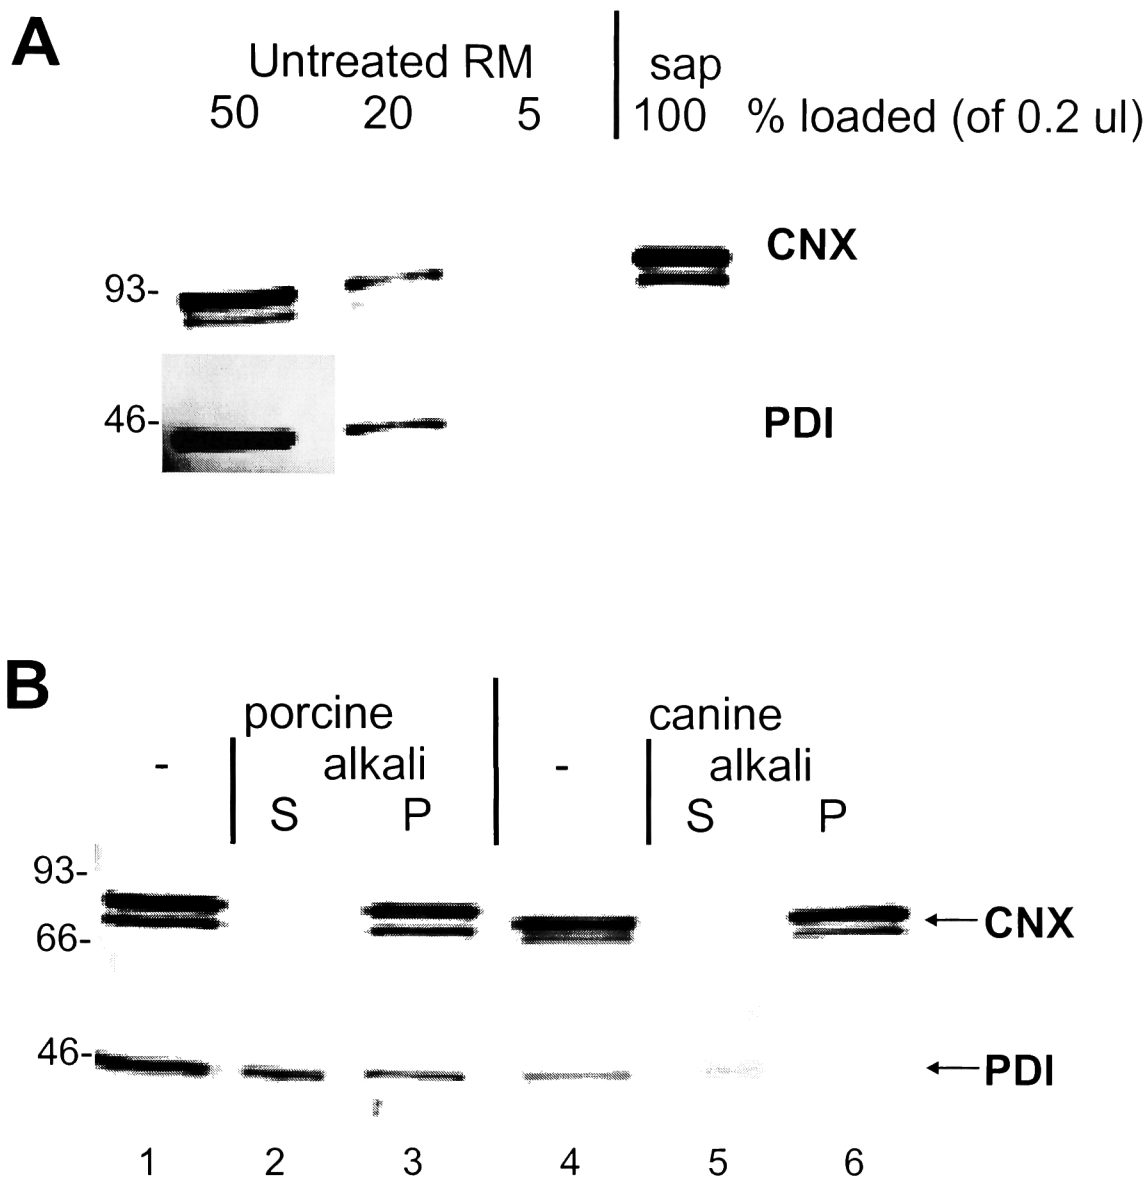 A
Untreated RM
sap
50 20 5 100 % loaded (of 0.2 ul)
CNX
93-
46-
PDI
B
porcine canine
- alkali - alkali
S P S P
93-
CNX
66-
46-
PDI
1 2 3 4 5 6